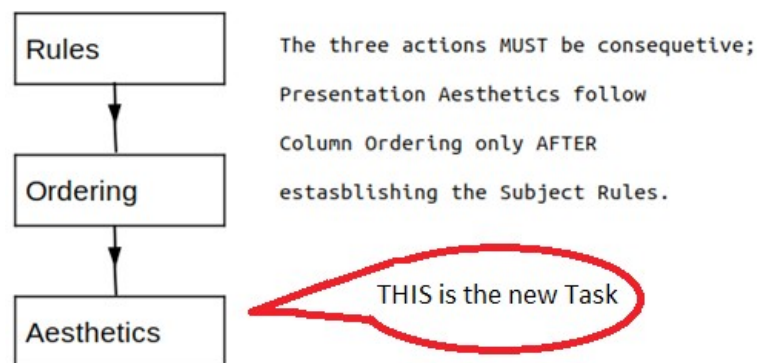 Rules
The three actions MUST be consequetive;
Presentation Aesthetics follow
Column Ordering only AFTER
Ordering
estasblishing the Subject Rules.
THIS is the new Task
Aesthetics